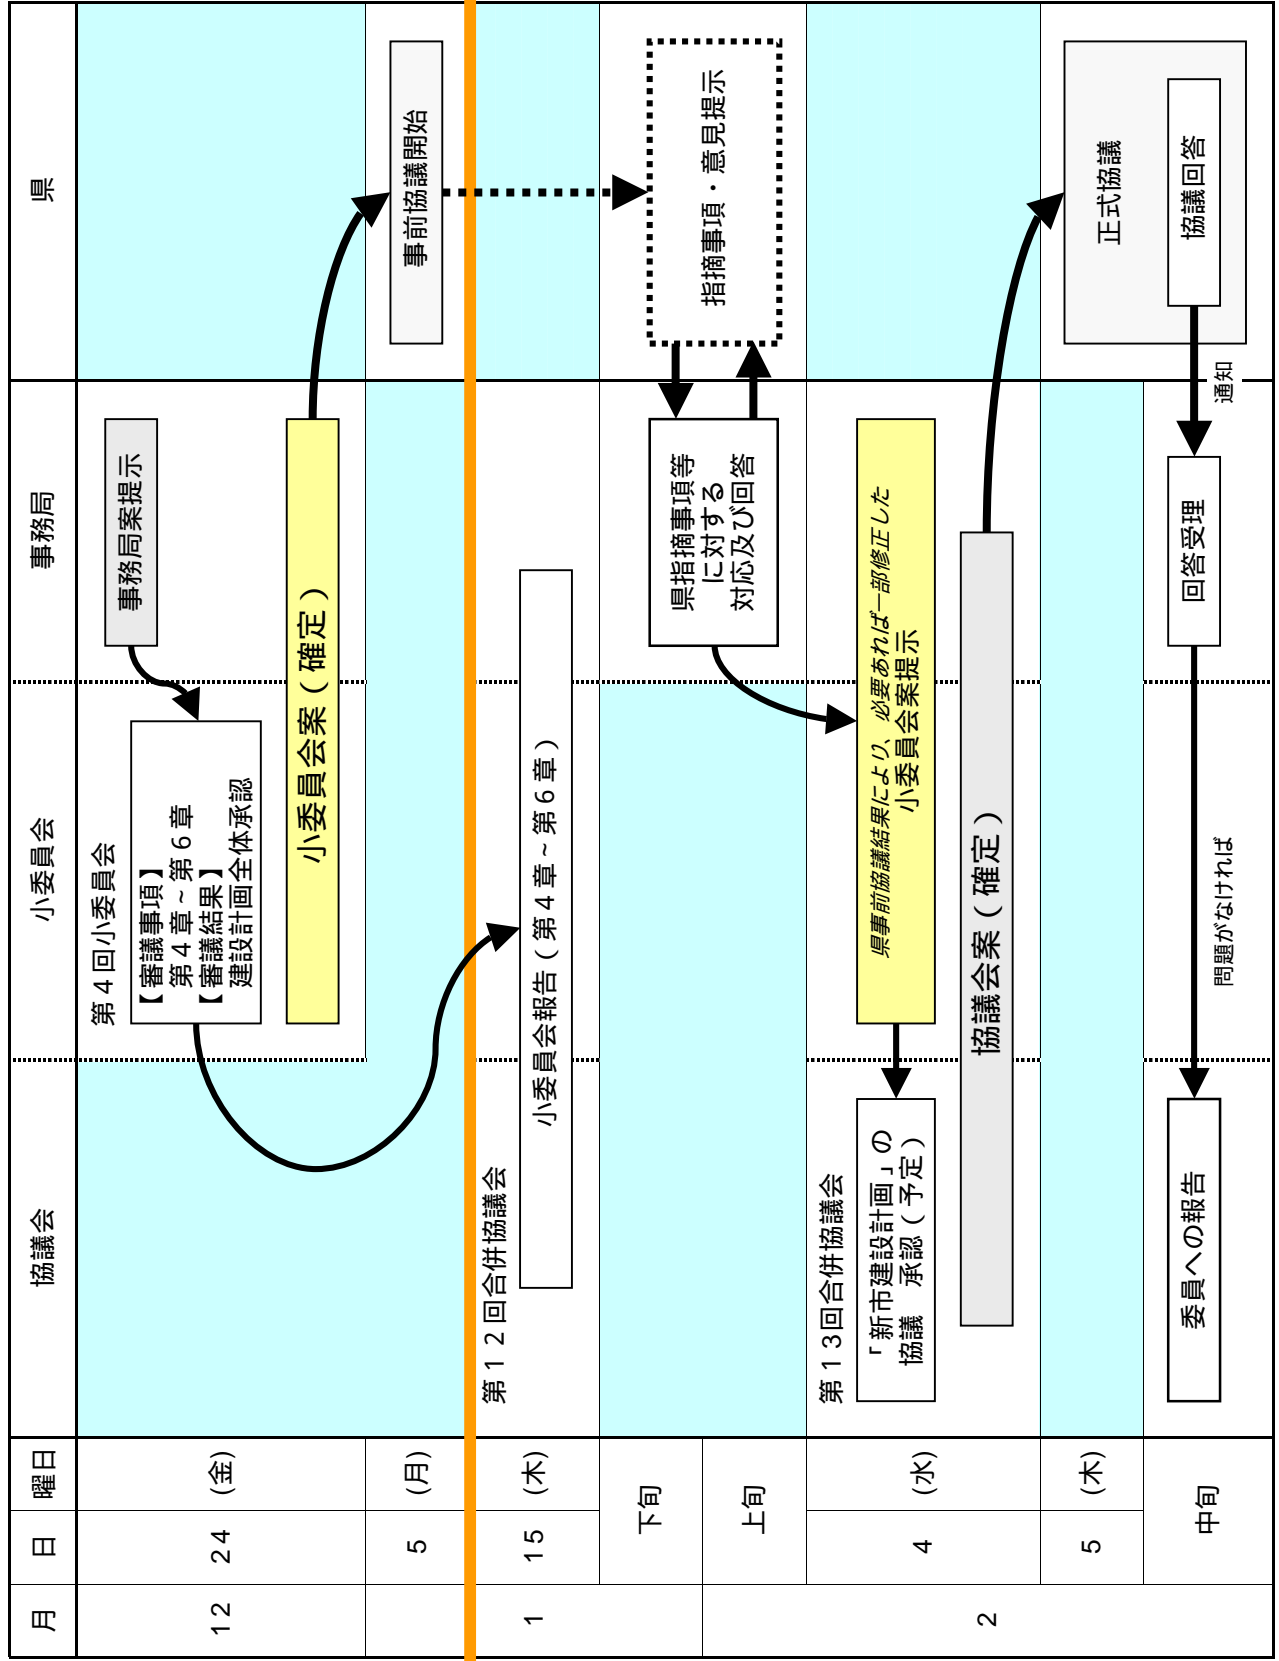 月
日
曜日
協議会
小委員会
事務局
県
12
24
(金)
第4回小委員会
事務局案提示
【審議事項】
第4章~第6章
【審議結果】
建設計画全体承認
小委員会案(確定)
1
5
(月)
事前協議開始
15
(木)
第12回合併協議会
小委員会報告(第4章~第6章)
下旬
上旬
県指摘事項等
に対する
対応及び回答
指摘事項・意見提示
2
4
(水)
第13回合併協議会
「新市建設計画」の
協議 承認(予定)
県事前協議結果により、必要あれば一部修正した
小委員会案提示
協議会案(確定)
5
(木)
正式協議
中旬
委員への報告
問題がなければ
回答受理
通知
協議回答